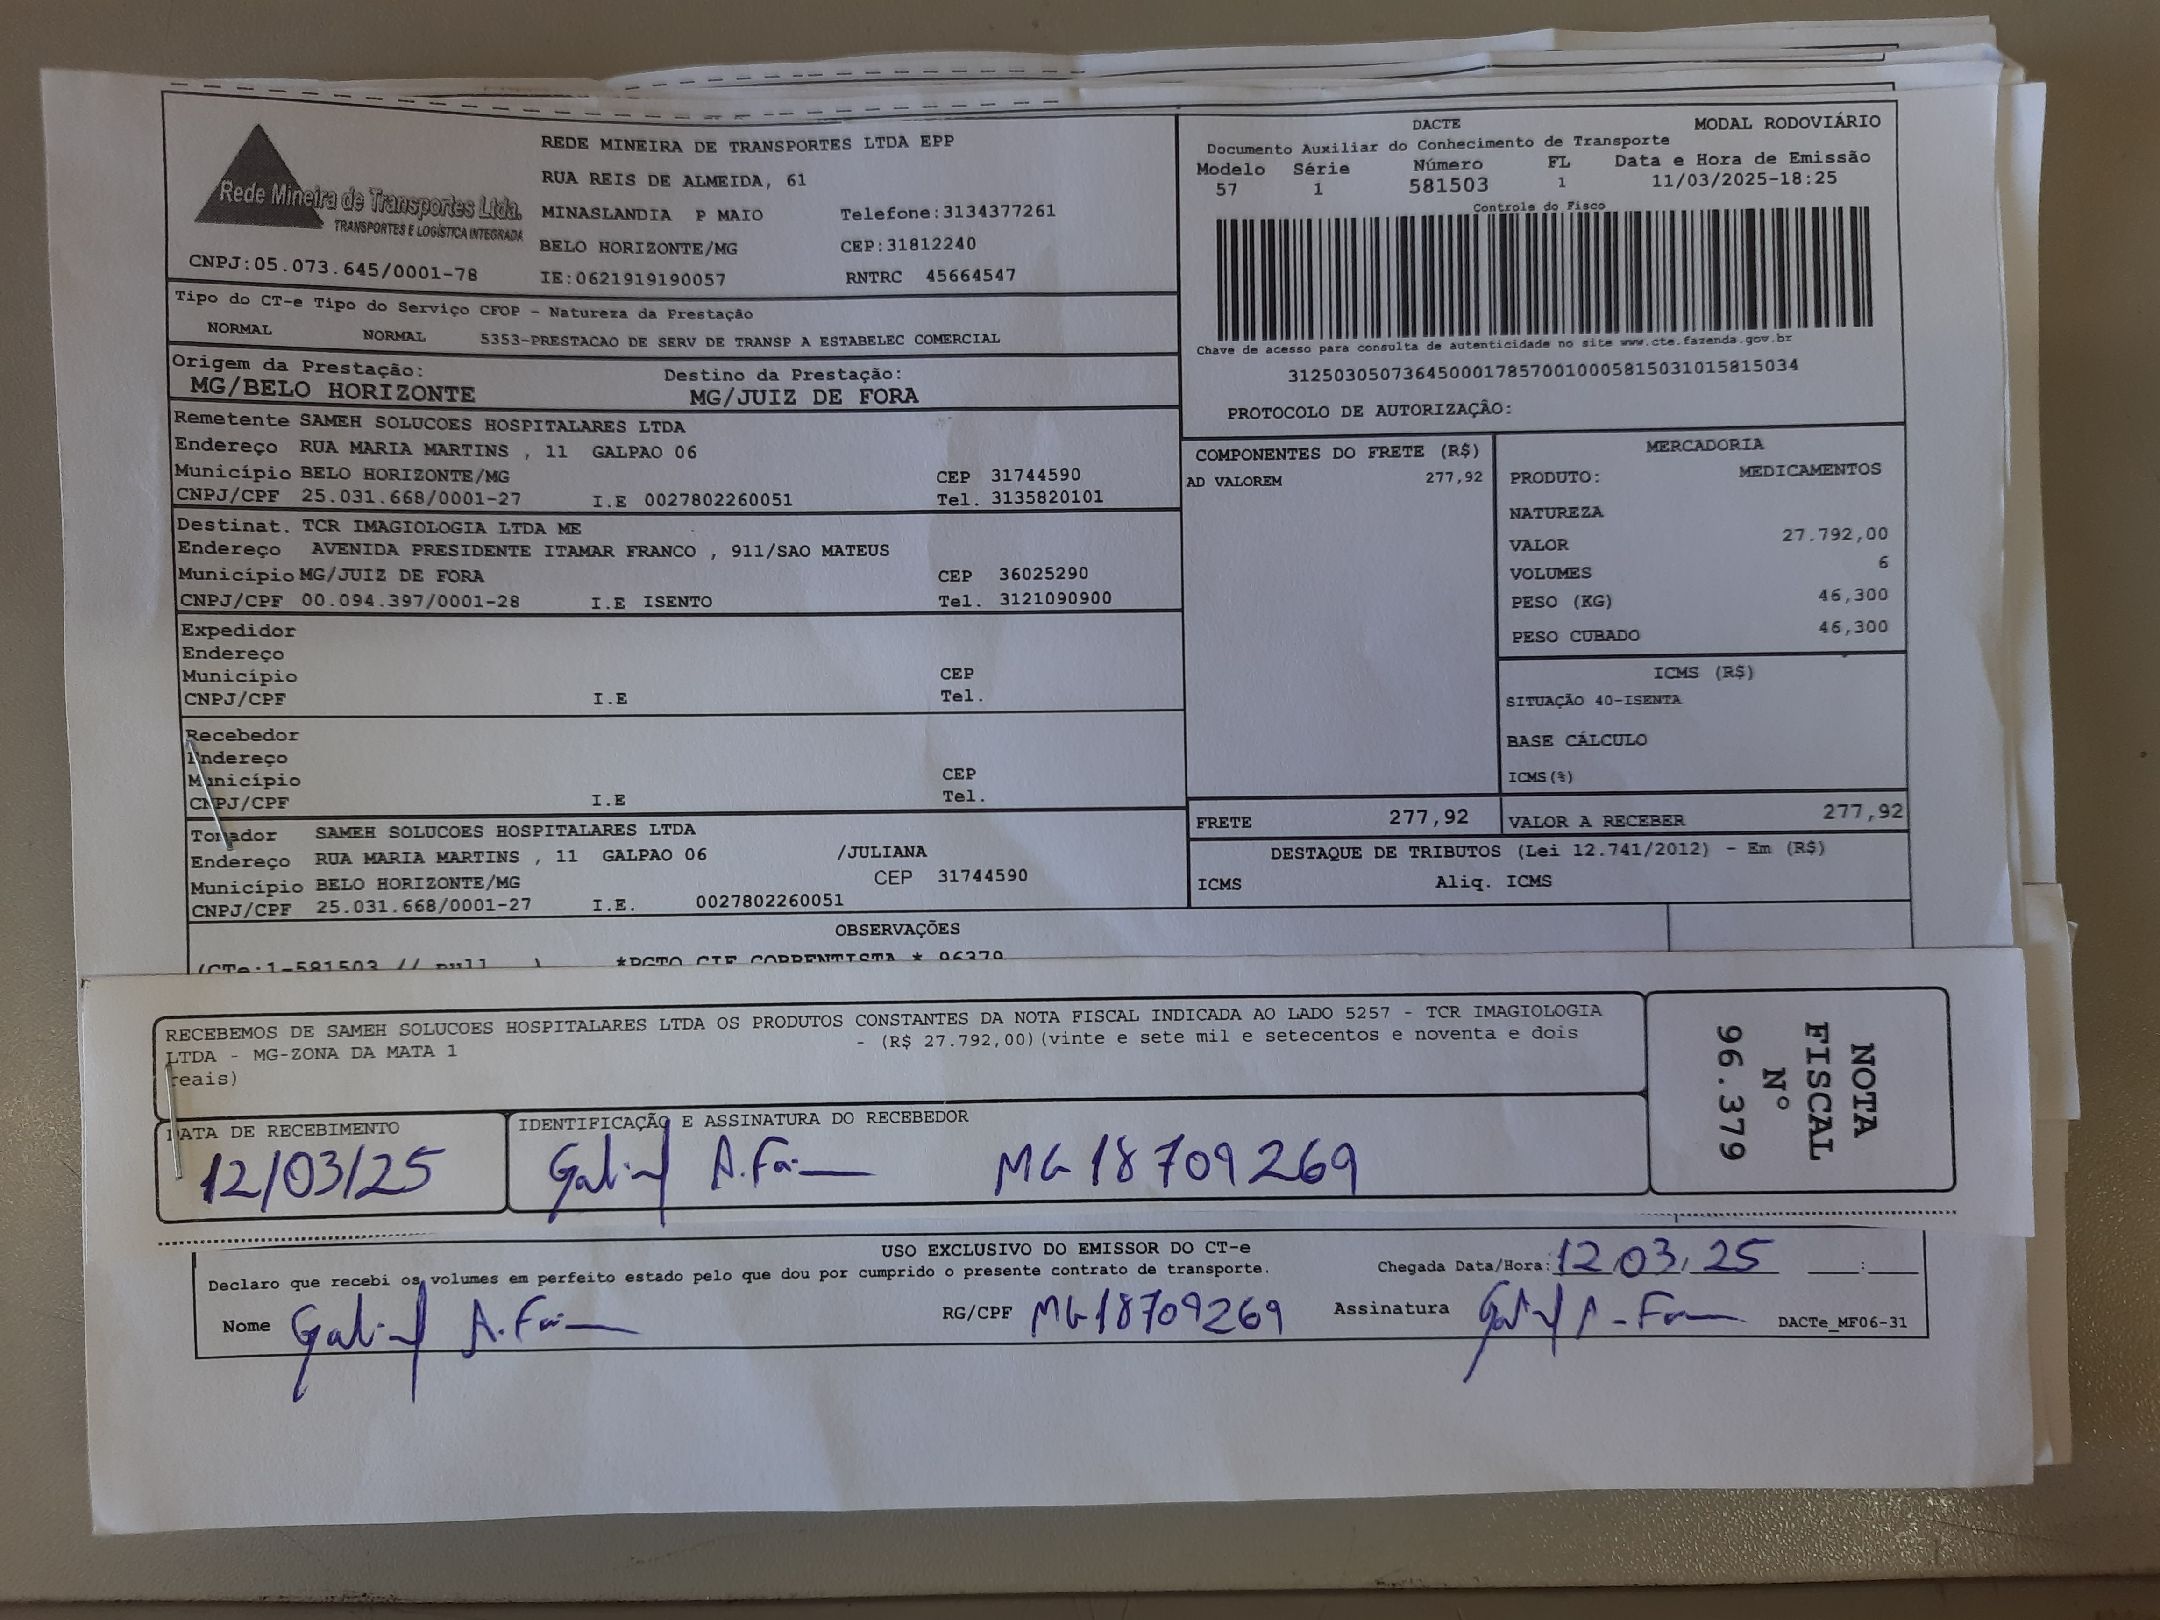 Rede Mineira de Transportes Ltda.
TRANSPORTES E LOGÍSTICA INTEGRADA
CNPJ:05.073.645/0001-78
REDE MINEIRA DE TRANSPORTES LTDA EPP
RUA REIS DE ALMEIDA, 61
MINASLANDIA P MAIO Telefone:3134377261
BELO HORIZONTE/MG CEP:31812240
IE:0621919190057 RNTRC 45664547
DACTE MODAL RODOVIÁRIO
Documento Auxiliar do Conhecimento de Transporte
Modelo Série Número FL Data e Hora de Emissão
57 1 581503 1 11/03/2025-18:25
Controle do Fisco
Chave de acesso para consulta de autenticidade no site www.cte.fazenda.gov.br
31250305073645000178570010005815031015815034
PROTOCOLO DE AUTORIZAÇÃO:
Tipo do CT-e Tipo do Serviço CFOP - Natureza da Prestação
NORMAL NORMAL 5353-PRESTACAO DE SERV DE TRANSP A ESTABELEC COMERCIAL
Origem da Prestação: Destino da Prestação:
MG/BELO HORIZONTE MG/JUIZ DE FORA
Remetente SAMEH SOLUCOES HOSPITALARES LTDA
Endereço RUA MARIA MARTINS , 11 GALPAO 06
Município BELO HORIZONTE/MG CEP 31744590
CNPJ/CPF 25.031.668/0001-27 I.E 0027802260051 Tel. 3135820101
Destinat. TCR IMAGIOLOGIA LTDA ME
Endereço AVENIDA PRESIDENTE ITAMAR FRANCO , 911/SAO MATEUS
Município MG/JUIZ DE FORA CEP 36025290
CNPJ/CPF 00.094.397/0001-28 I.E ISENTO Tel. 3121090900
Expedidor
Endereço
Município CEP
CNPJ/CPF I.E Tel.
Recebedor
Endereço
Município CEP
CNPJ/CPF I.E Tel.
Tomador SAMEH SOLUCOES HOSPITALARES LTDA
Endereço RUA MARIA MARTINS , 11 GALPAO 06 /JULIANA
Município BELO HORIZONTE/MG CEP 31744590
CNPJ/CPF 25.031.668/0001-27 I.E. 0027802260051
COMPONENTES DO FRETE (R$)
AD VALOREM 277,92
MERCADORIA
PRODUTO: MEDICAMENTOS
NATUREZA
VALOR 27.792,00
VOLUMES 6
PESO (KG) 46,300
PESO CUBADO 46,300
ICMS (R$)
SITUAÇÃO 40-ISENTA
BASE CÁLCULO
ICMS(%)
FRETE 277,92 VALOR A RECEBER 277,92
DESTAQUE DE TRIBUTOS (Lei 12.741/2012) - Em (R$)
ICMS Aliq. ICMS
OBSERVAÇÕES
(CTe:1-581503 // null ) *PGTO CIF CORRENTISTA * 96379
RECEBEMOS DE SAMEH SOLUCOES HOSPITALARES LTDA OS PRODUTOS CONSTANTES DA NOTA FISCAL INDICADA AO LADO 5257 - TCR IMAGIOLOGIA
LTDA - MG-ZONA DA MATA 1 - (R$ 27.792,00)(vinte e sete mil e setecentos e noventa e dois
reais)
DATA DE RECEBIMENTO IDENTIFICAÇÃO E ASSINATURA DO RECEBEDOR
12/03/25 MG 18709269
NOTA
FISCAL
Nº
96.379
USO EXCLUSIVO DO EMISSOR DO CT-e
Declaro que recebi os volumes em perfeito estado pelo que dou por cumprido o presente contrato de transporte. Chegada Data/Hora: 12/03/25 ____:____
Nome RG/CPF MG18709269 Assinatura DACTe_MF06-31